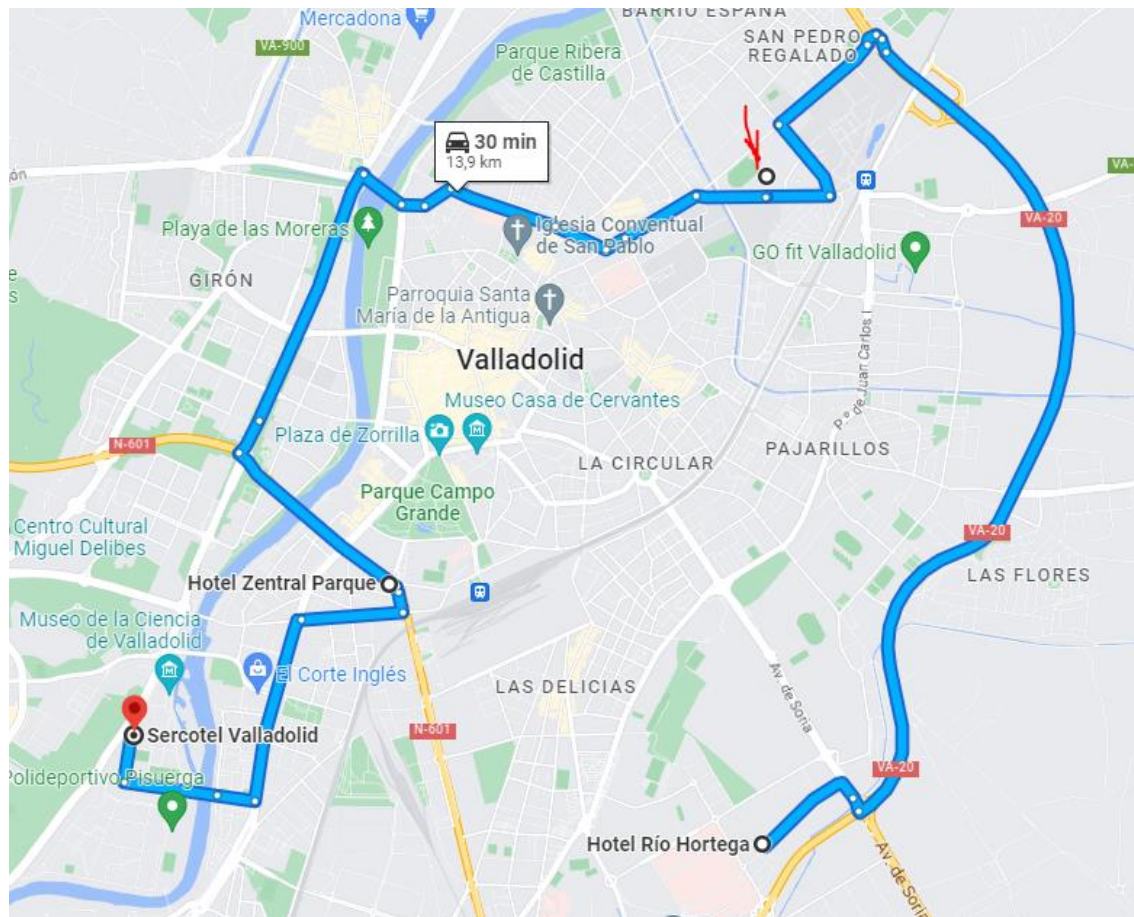 BARRIO ESPAÑA
Mercadona
VA-900
Parque Ribera
de Castilla
SAN PEDRO
REGALADO
30 min
13,9 km
VA-20
Playa de las Moreras
Iglesia Conventual
de San Pablo
GO fit Valladolid
GIRÓN
Parroquia Santa
María de la Antigua
Valladolid
Pº de Juan Carlos I
Museo Casa de Cervantes
N-601
Plaza de Zorrilla
LA CIRCULAR
PAJARILLOS
Parque Campo
Grande
Centro Cultural
Miguel Delibes
VA-20
LAS FLORES
Hotel Zentral Parque
Museo de la Ciencia
de Valladolid
El Corte Inglés
LAS DELICIAS
Av. de Soria
Sercotel Valladolid
N-601
Polideportivo Pisuerga
VA-20
Hotel Río Hortega
Av. de Soria